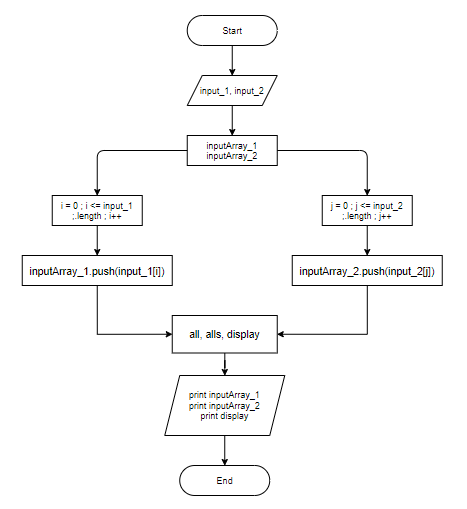 Start
input_1, input_2
inputArray_1
inputArray_2
i = 0 ; i <= input_1
;.length ; i++
j = 0 ; j <= input_2
;.length ; j++
inputArray_1.push(input_1[i])
inputArray_2.push(input_2[j])
all, alls, display
print inputArray_1
print inputArray_2
print display
End